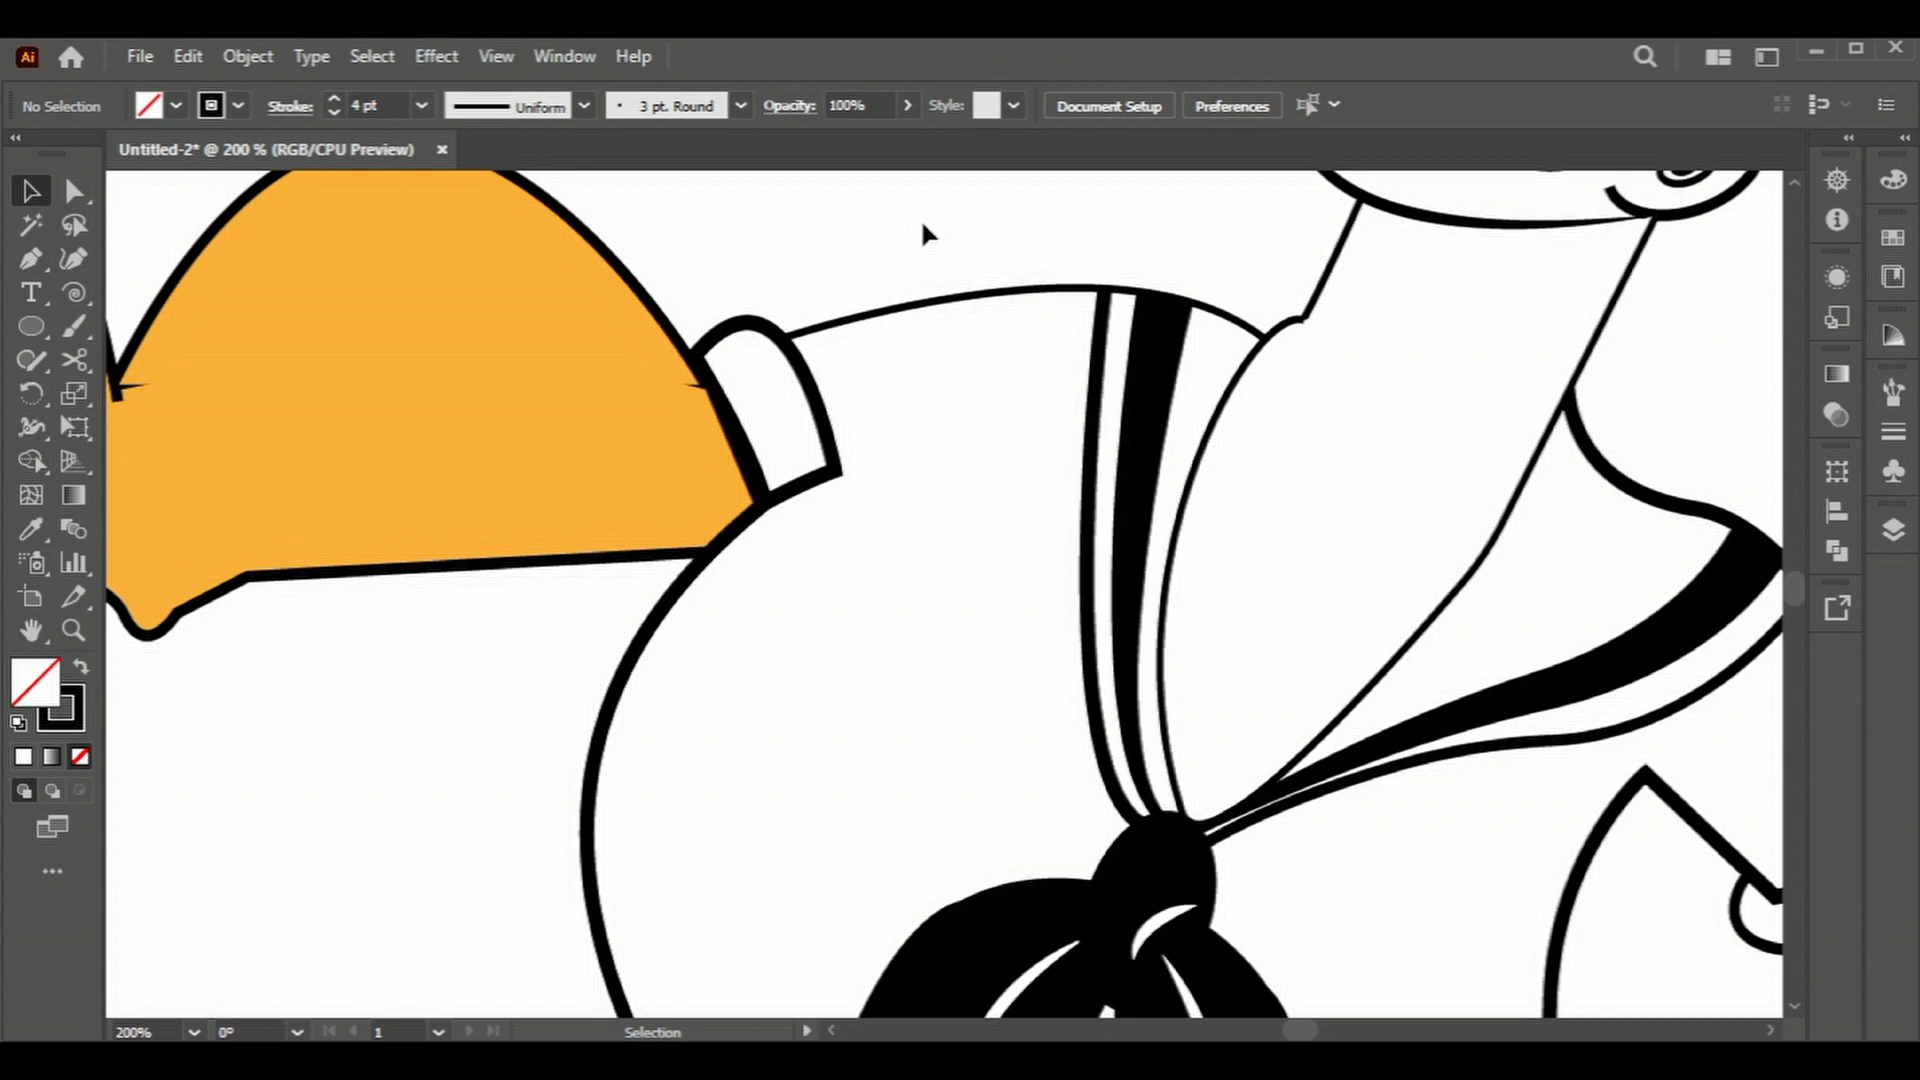 Ai File Edit Object Type Select Effect View Window Help
No Selection Stroke: 4 pt Uniform 3 pt. Round Opacity: 100% Style: Document Setup Preferences
Untitled-2* @ 200 % (RGB/CPU Preview) ×
200% 0° 1 Selection